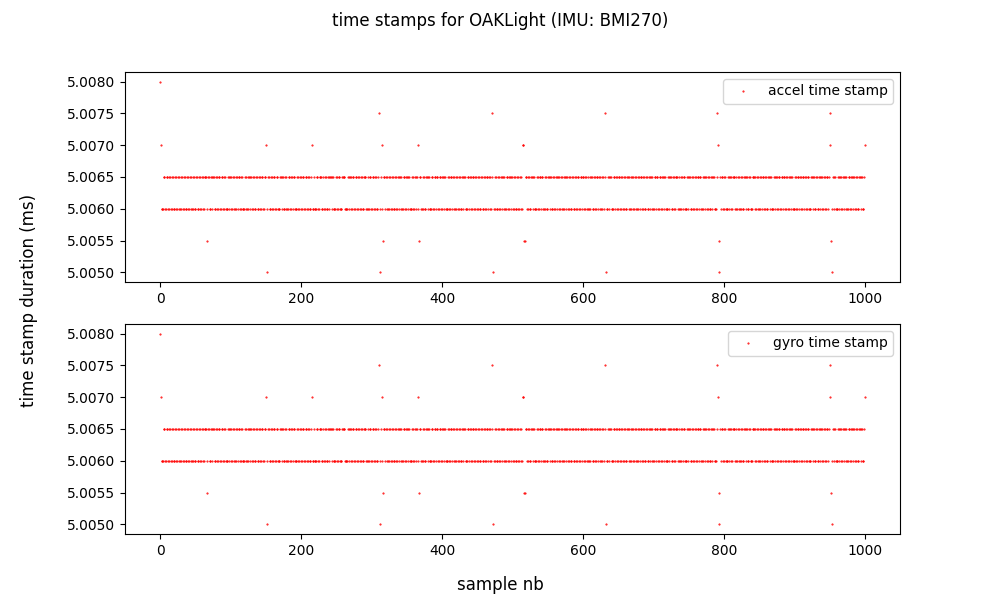 time stamps for OAKLight (IMU: BMI270)
time stamp duration (ms)
5.0080
5.0075
5.0070
5.0065
5.0060
5.0055
5.0050
accel time stamp
0 200 400 600 800 1000
5.0080
5.0075
5.0070
5.0065
5.0060
5.0055
5.0050
gyro time stamp
0 200 400 600 800 1000
sample nb